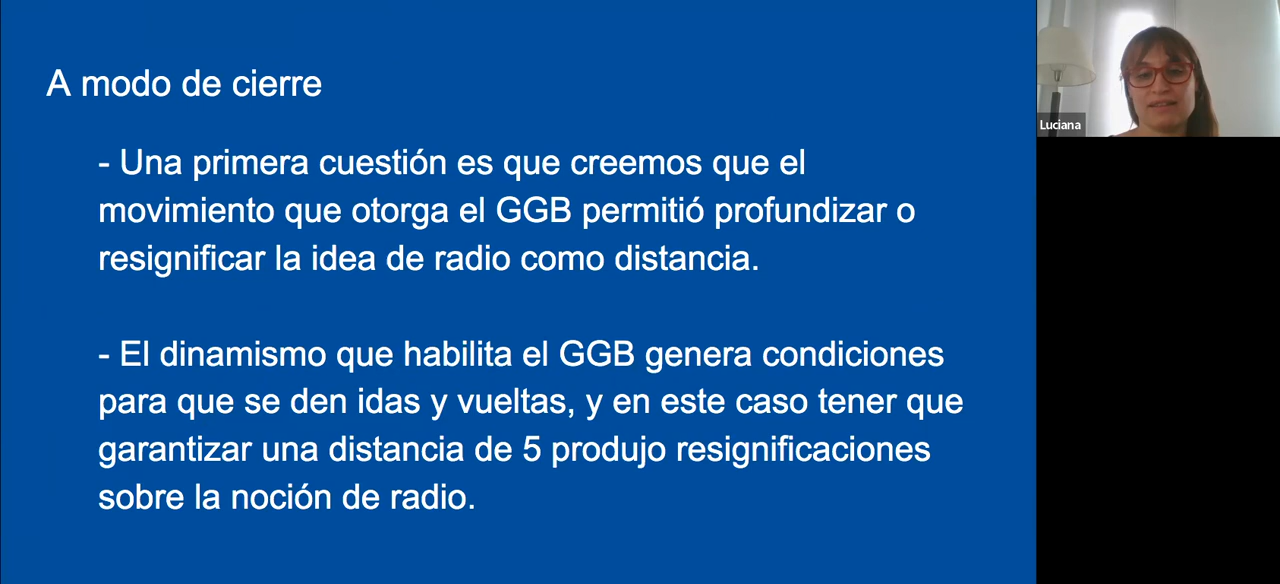 A modo de cierre
- Una primera cuestión es que creemos que el
movimiento que otorga el GGB permitió profundizar o
resignificar la idea de radio como distancia.
- El dinamismo que habilita el GGB genera condiciones
para que se den idas y vueltas, y en este caso tener que
garantizar una distancia de 5 produjo resignificaciones
sobre la noción de radio.
Luciana